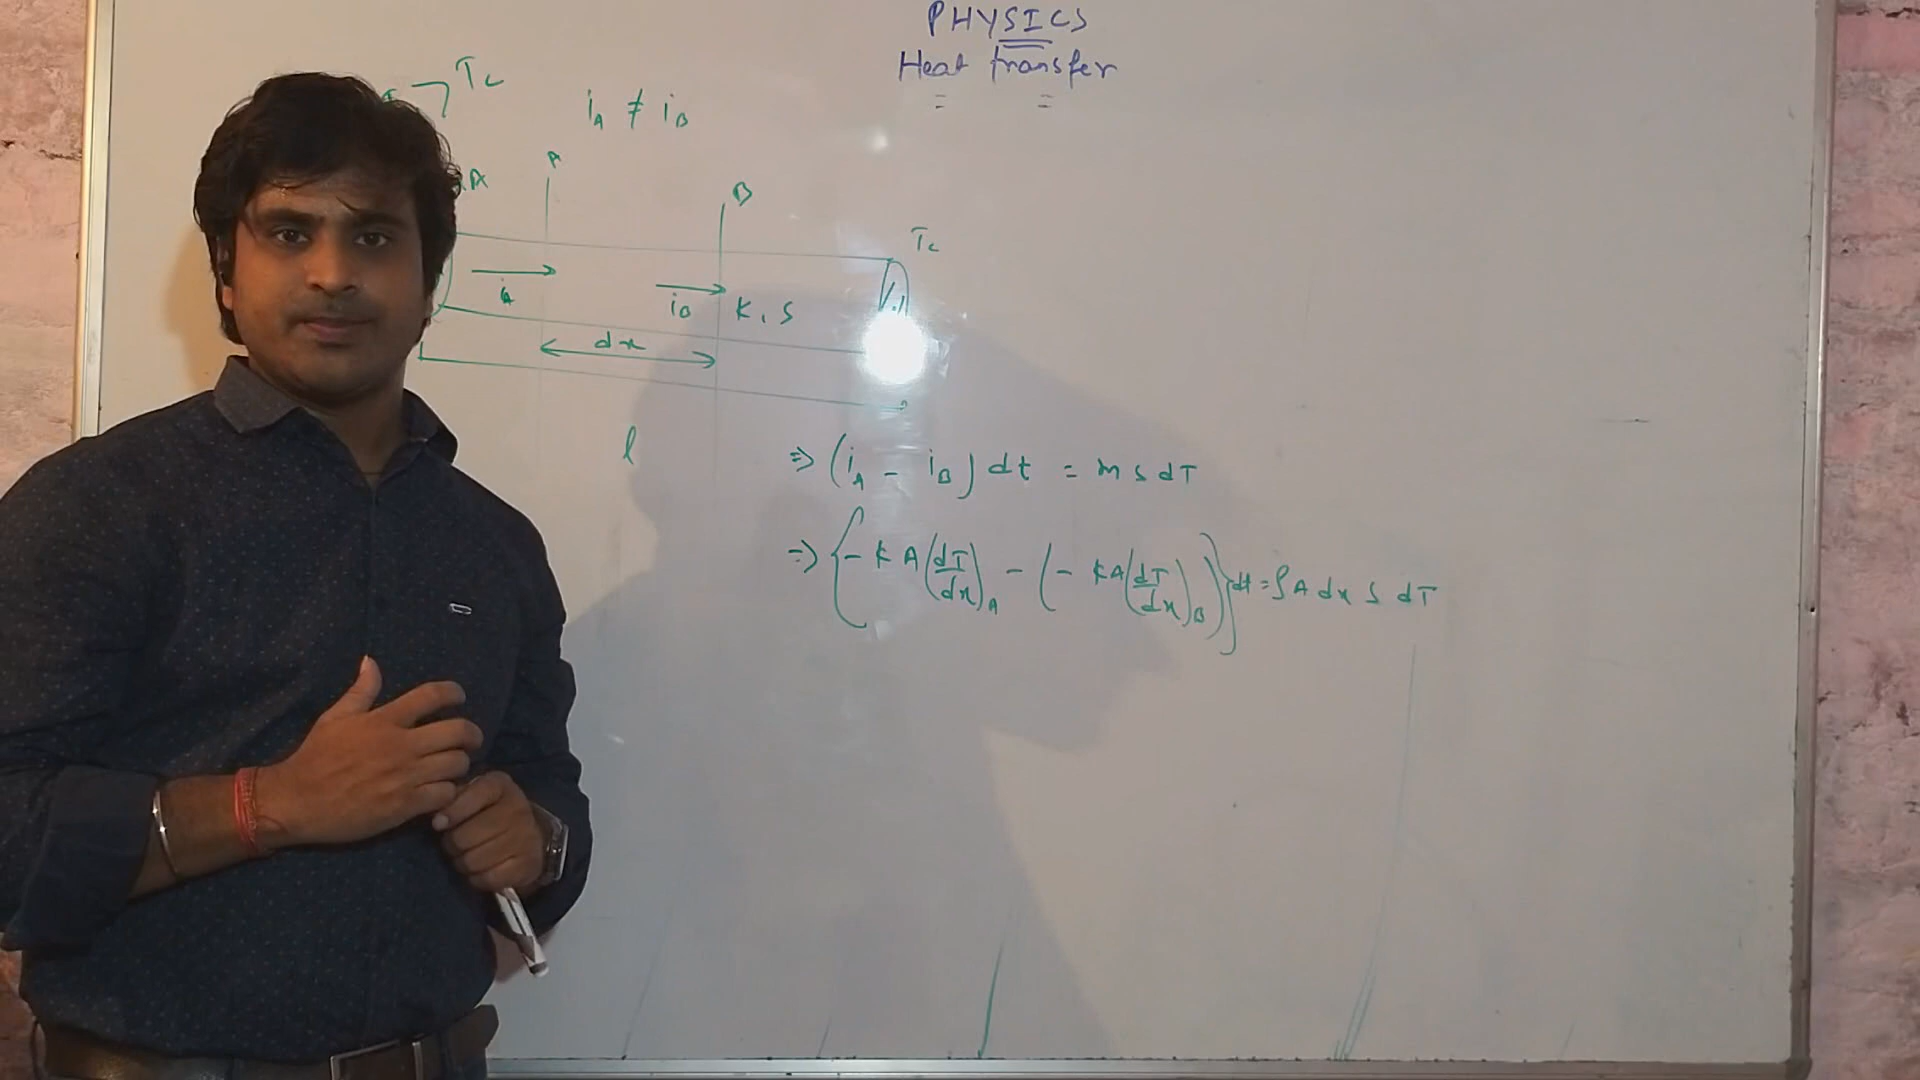 PHYSICS
Heat transfer
Tc
iA ≠ iB
A
B
Tc
iA
iB
K, S
dx
l
⇒ (iA - iB) dt = m s dT
⇒ {- K A (dT/dx)A - (- KA (dT/dx)B)} dt = ρ A dx S dT